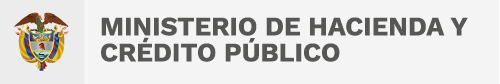 MINISTERIO DE HACIENDA Y
CRÉDITO PÚBLICO